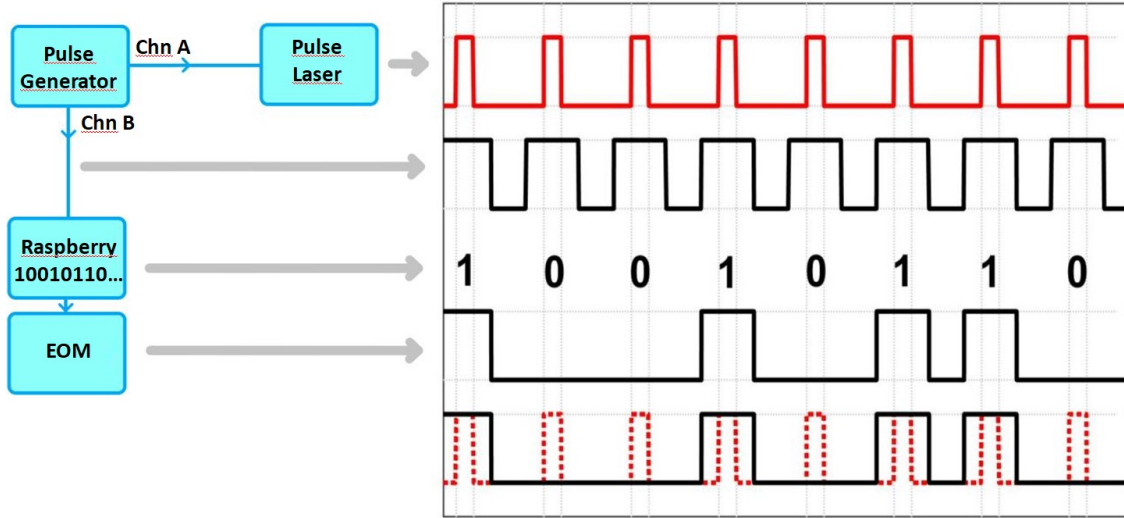 Pulse
Generator
Chn A
Pulse
Laser
Chn B
Raspberry
10010110...
1 0 0 1 0 1 1 0
EOM